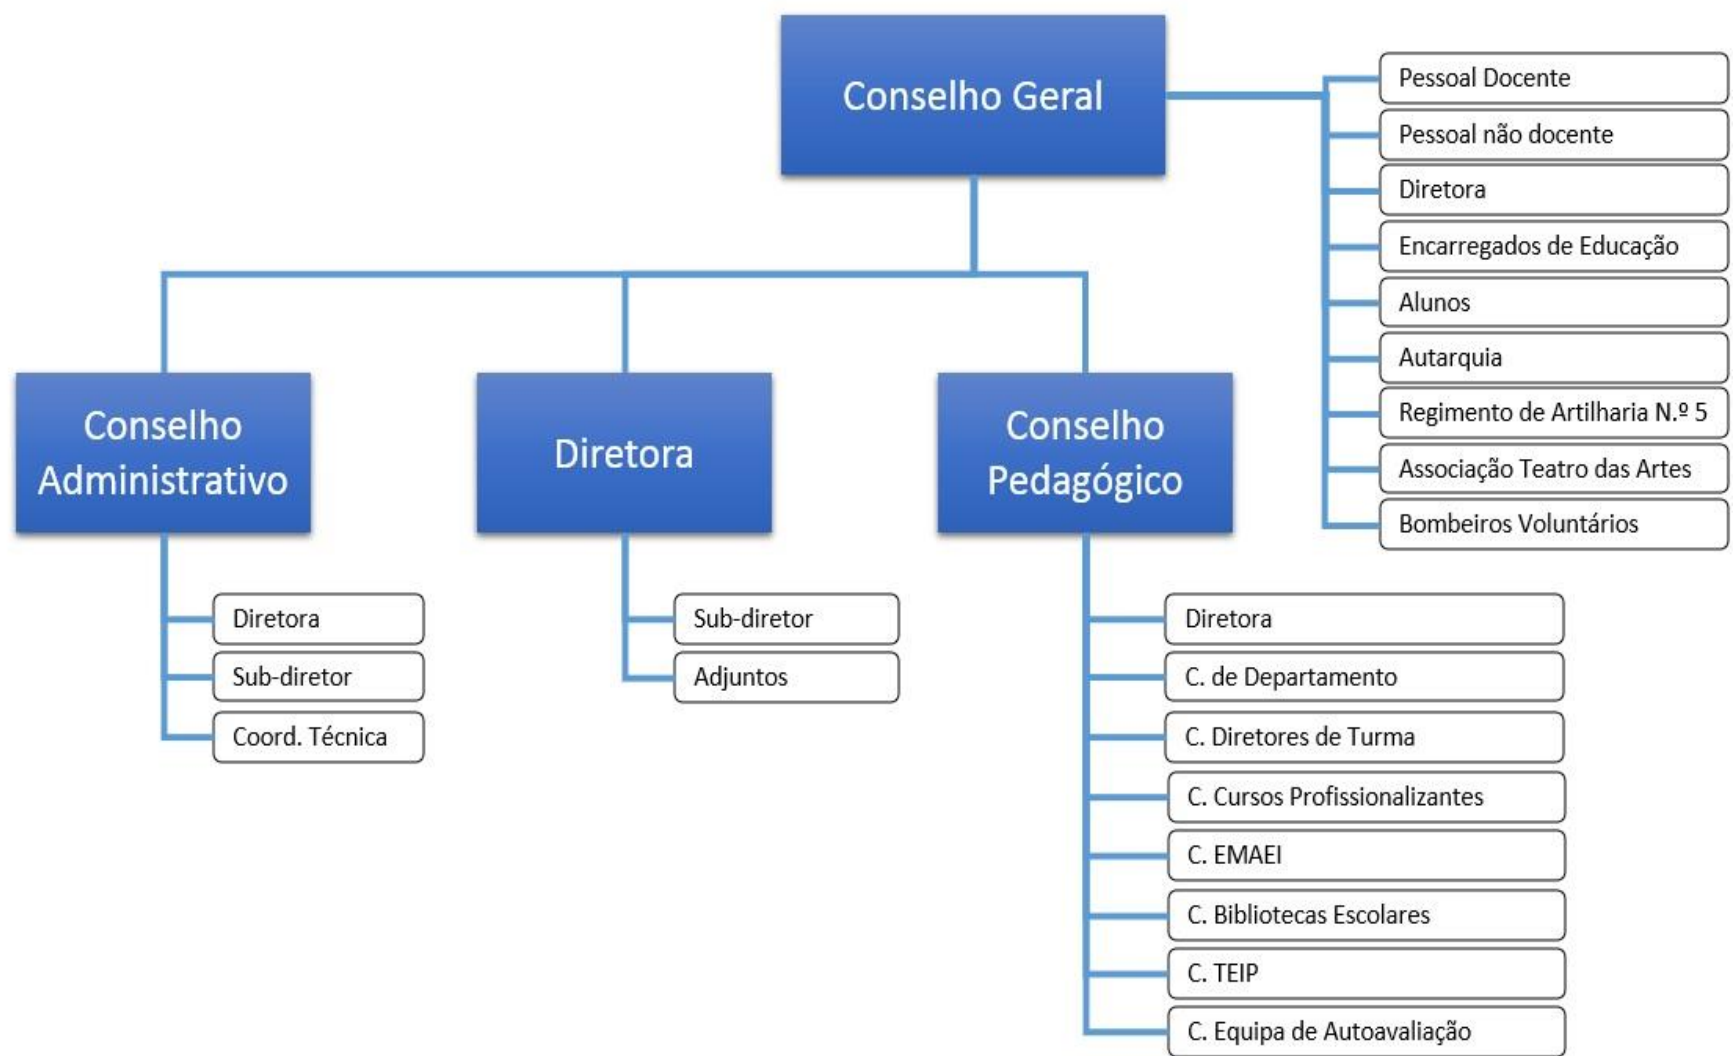 Conselho Geral
Pessoal Docente
Pessoal não docente
Diretora
Encarregados de Educação
Alunos
Autarquia
Regimento de Artilharia N.º 5
Associação Teatro das Artes
Bombeiros Voluntários
Conselho
Administrativo
Diretora
Sub-diretor
Coord. Técnica
Diretora
Sub-diretor
Adjuntos
Conselho
Pedagógico
Diretora
C. de Departamento
C. Diretores de Turma
C. Cursos Profissionalizantes
C. EMAEI
C. Bibliotecas Escolares
C. TEIP
C. Equipa de Autoavaliação